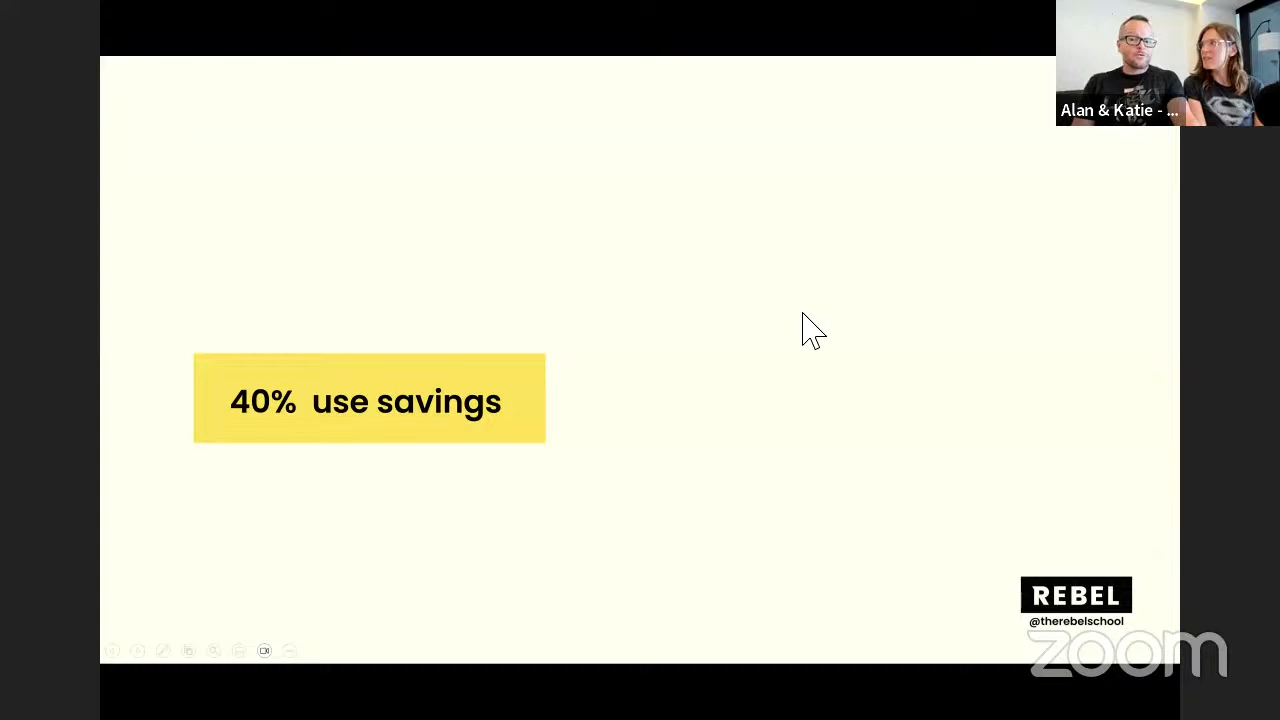 Alan & Katie - ...
40% use savings
REBEL
@therebelschool
zoom